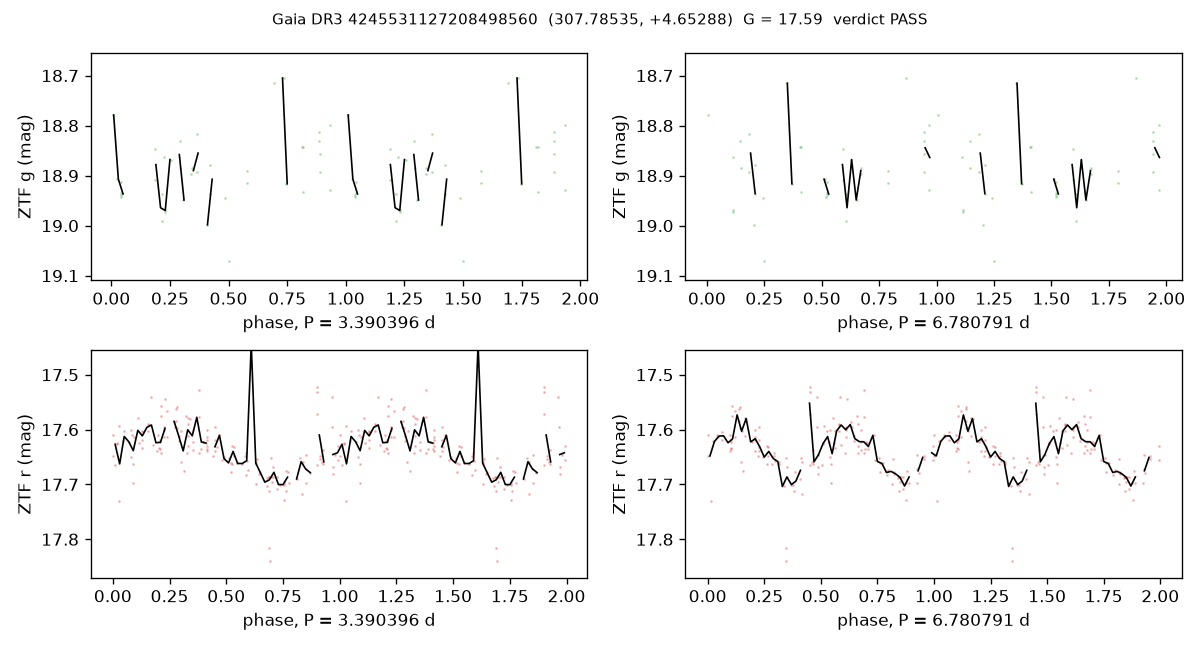 Gaia DR3 4245531127208498560  (307.78535, +4.65288)  G = 17.59  verdict PASS
ZTF g (mag)
18.7
18.8
18.9
19.0
19.1
0.00 0.25 0.50 0.75 1.00 1.25 1.50 1.75 2.00
phase, P = 3.390396 d
ZTF g (mag)
18.7
18.8
18.9
19.0
19.1
0.00 0.25 0.50 0.75 1.00 1.25 1.50 1.75 2.00
phase, P = 6.780791 d
ZTF r (mag)
17.5
17.6
17.7
17.8
0.00 0.25 0.50 0.75 1.00 1.25 1.50 1.75 2.00
phase, P = 3.390396 d
ZTF r (mag)
17.5
17.6
17.7
17.8
0.00 0.25 0.50 0.75 1.00 1.25 1.50 1.75 2.00
phase, P = 6.780791 d